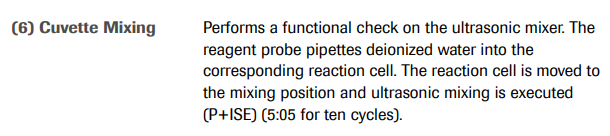 (6) Cuvette Mixing Performs a functional check on the ultrasonic mixer. The
reagent probe pipettes deionized water into the
corresponding reaction cell. The reaction cell is moved to
the mixing position and ultrasonic mixing is executed
(P+ISE) (5:05 for ten cycles).